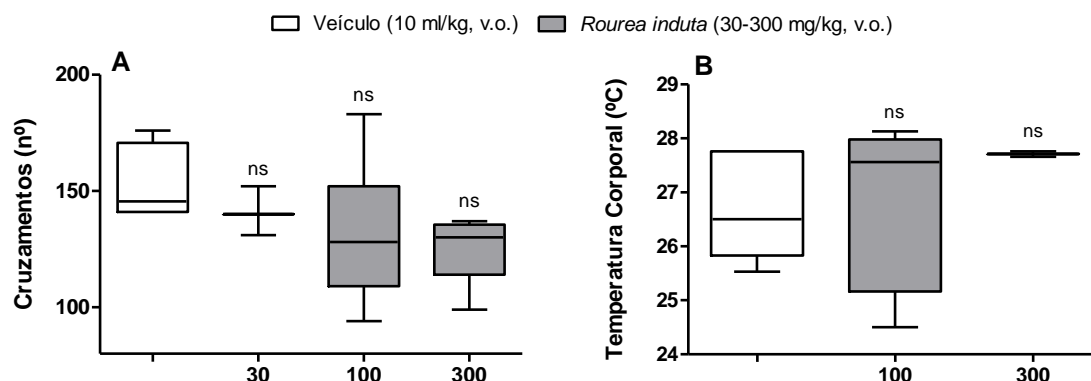 Veículo (10 ml/kg, v.o.) Rourea induta (30-300 mg/kg, v.o.)
A
Cruzamentos (nº)
200
150
100
ns
ns
ns
30 100 300
B
Temperatura Corporal (ºC)
29
28
27
26
25
24
ns
ns
100 300